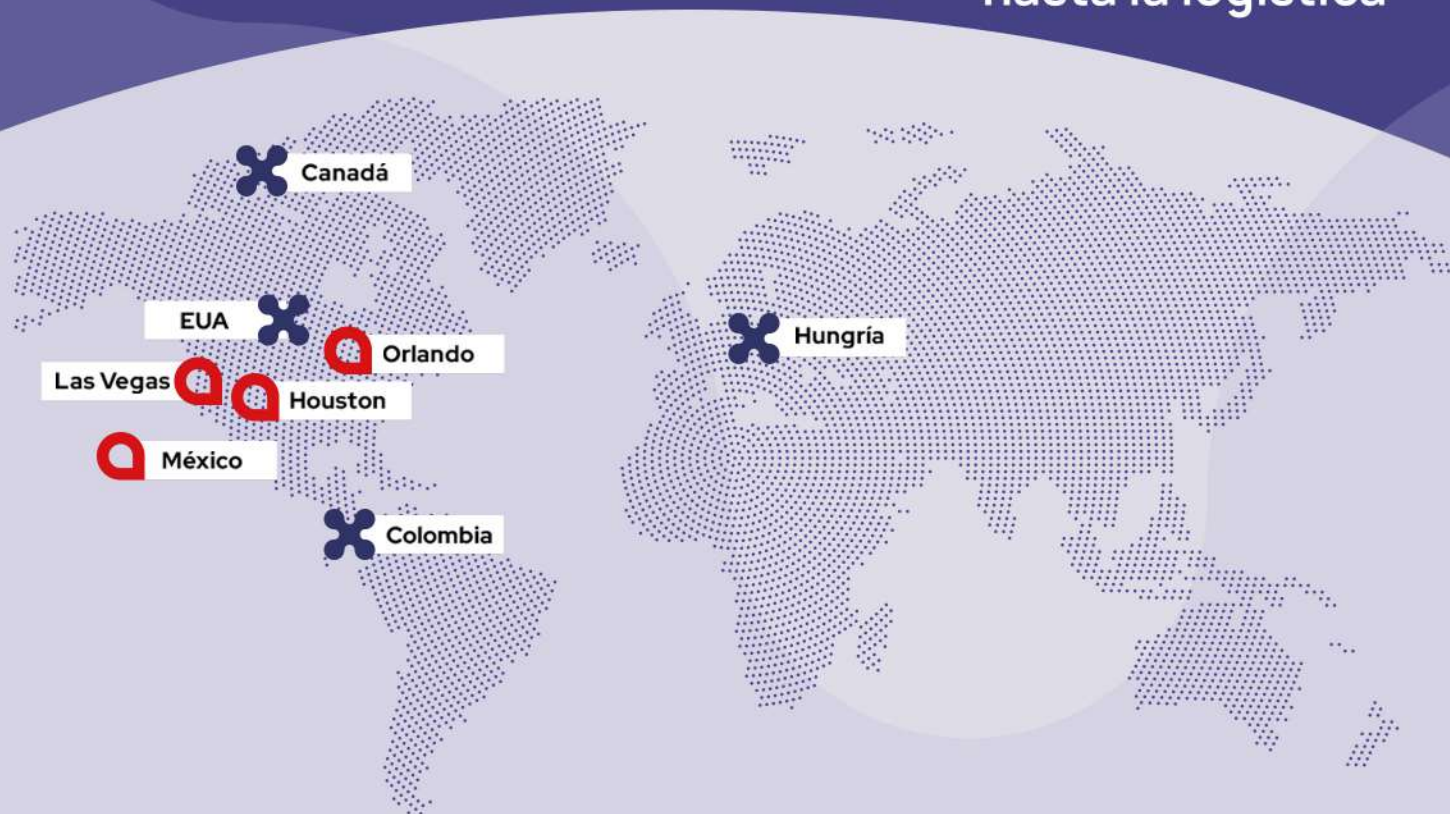 hasta la logística
Canadá
EUA
Orlando
Hungría
Las Vegas
Houston
México
Colombia